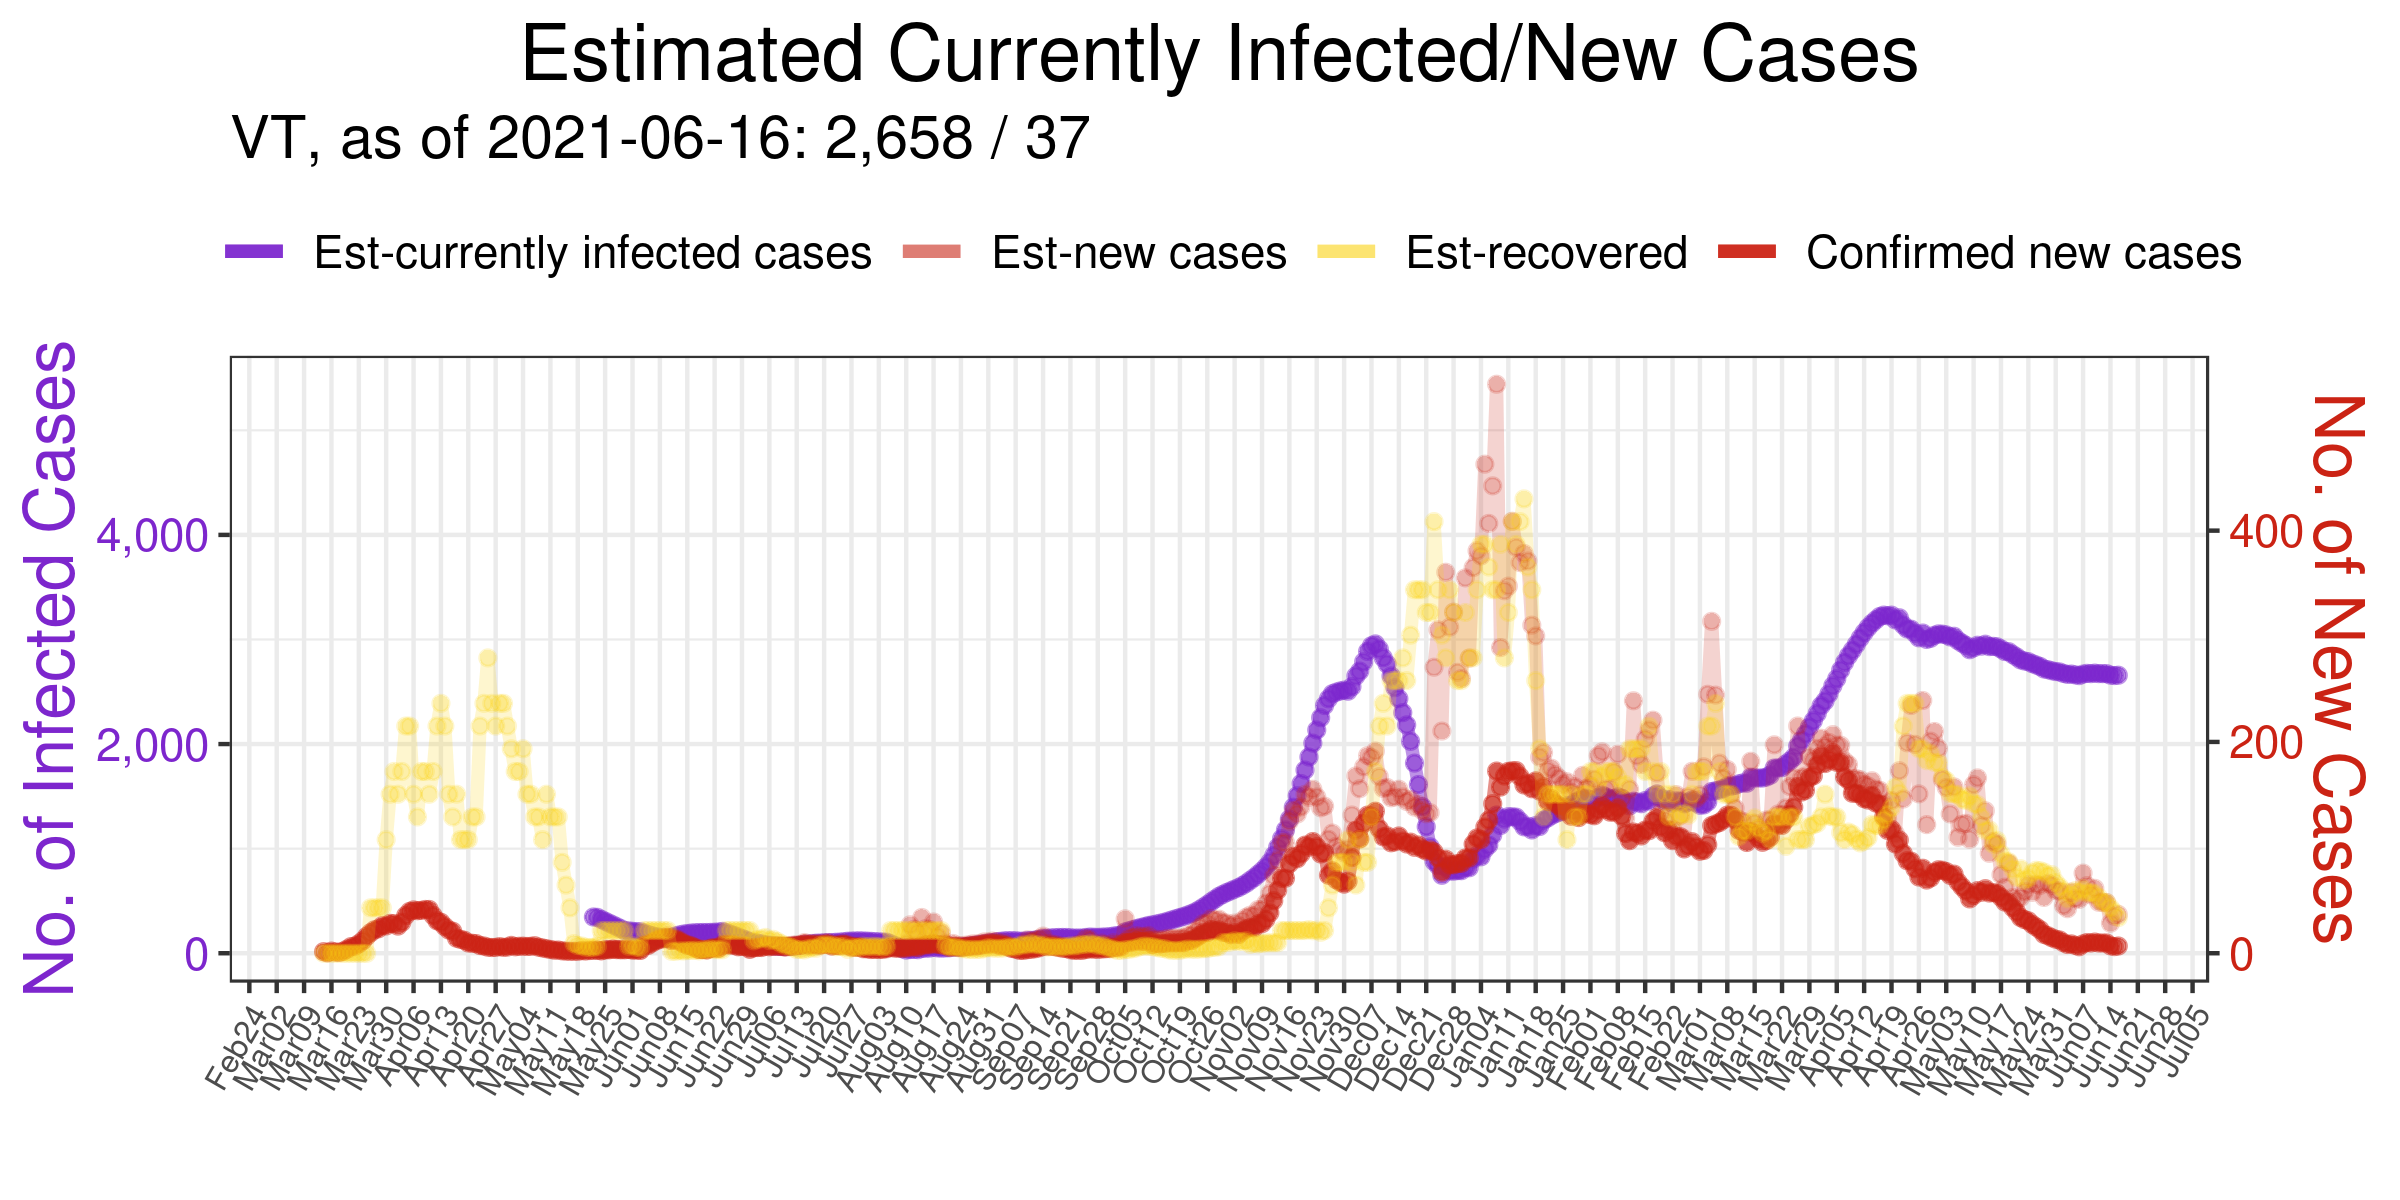 Estimated Currently Infected/New Cases
VT, as of 2021-06-16: 2,658 / 37
Est-currently infected cases Est-new cases Est-recovered Confirmed new cases
No. of Infected Cases
4,000
2,000
0
400
200
0
No. of New Cases
Feb24 Mar02 Mar09 Mar16 Mar23 Mar30 Apr06 Apr13 Apr20 Apr27 May04 May11 May18 May25 Jun01 Jun08 Jun15 Jun22 Jun29 Jul06 Jul13 Jul20 Jul27 Aug03 Aug10 Aug17 Aug24 Aug31 Sep07 Sep14 Sep21 Sep28 Oct05 Oct12 Oct19 Oct26 Nov02 Nov09 Nov16 Nov23 Nov30 Dec07 Dec14 Dec21 Dec28 Jan04 Jan11 Jan18 Jan25 Feb01 Feb08 Feb15 Feb22 Mar01 Mar08 Mar15 Mar22 Mar29 Apr05 Apr12 Apr19 Apr26 May03 May10 May17 May24 May31 Jun07 Jun14 Jun21 Jun28 Jul05